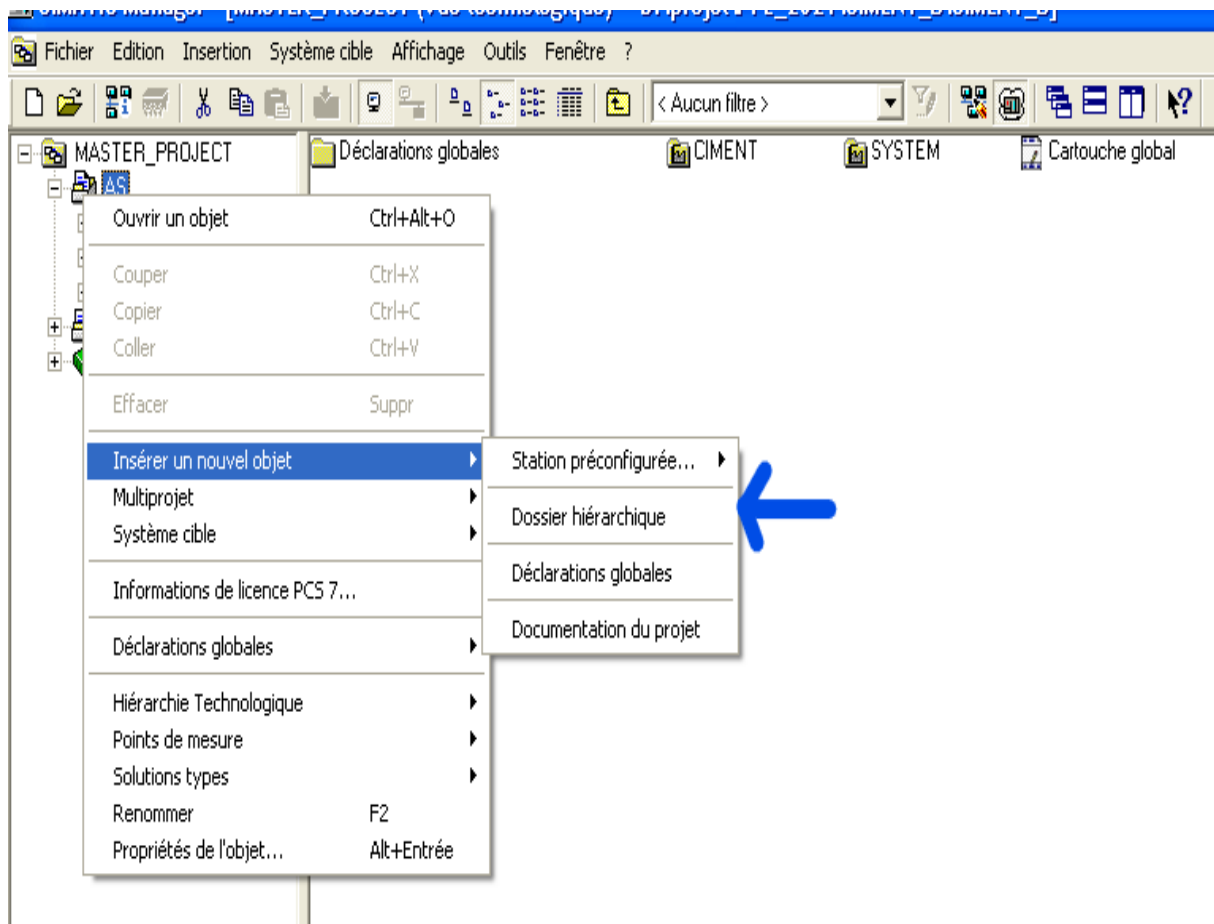 Fichier Edition Insertion Système cible Affichage Outils Fenêtre ?
< Aucun filtre >
MASTER_PROJECT
AS
Déclarations globales
CIMENT
SYSTEM
Cartouche global
Ouvrir un objet Ctrl+Alt+O
Couper Ctrl+X
Copier Ctrl+C
Coller Ctrl+V
Effacer Suppr
Insérer un nouvel objet
Multiprojet
Système cible
Informations de licence PCS 7...
Déclarations globales
Hiérarchie Technologique
Points de mesure
Solutions types
Renommer F2
Propriétés de l'objet... Alt+Entrée
Station préconfigurée...
Dossier hiérarchique
Déclarations globales
Documentation du projet